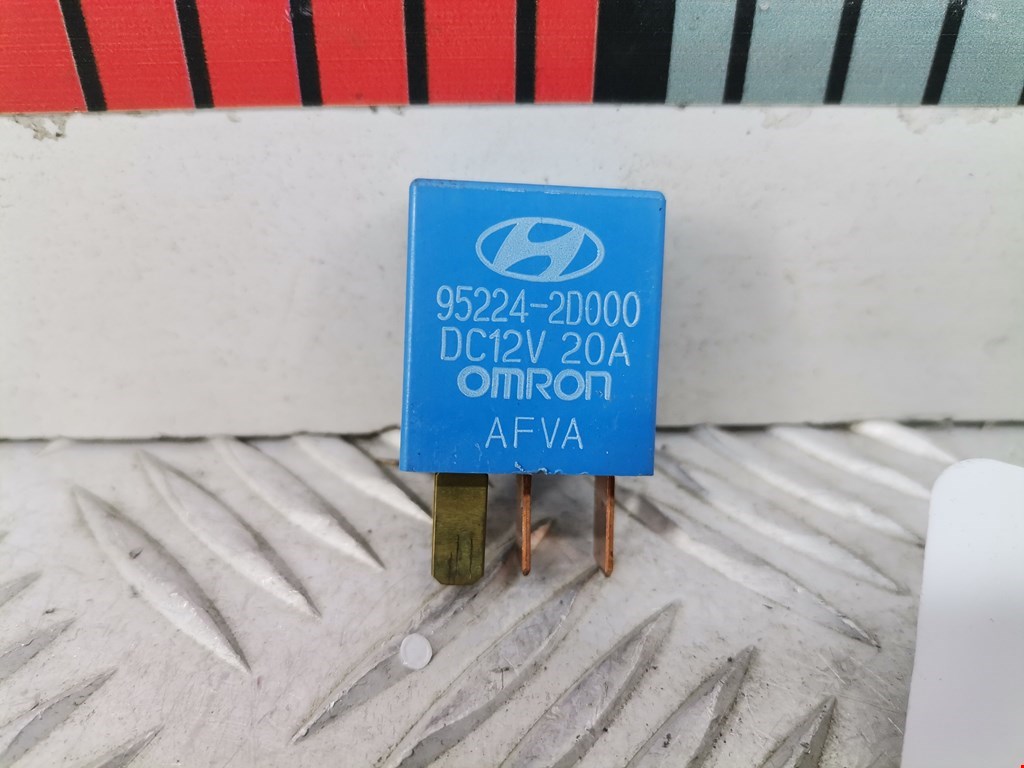 95224-2D000
DC12V 20A
OMRON
AFVA